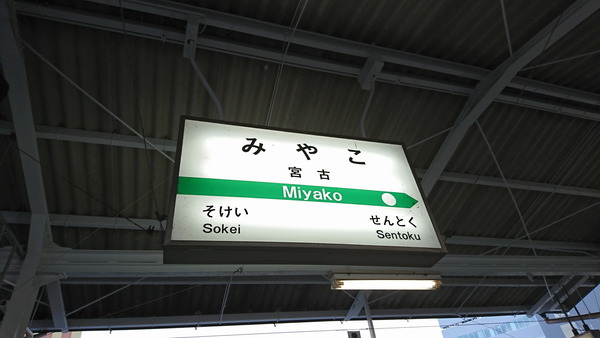 みやこ
宮古
Miyako
そけい せんとく
Sokei Sentoku